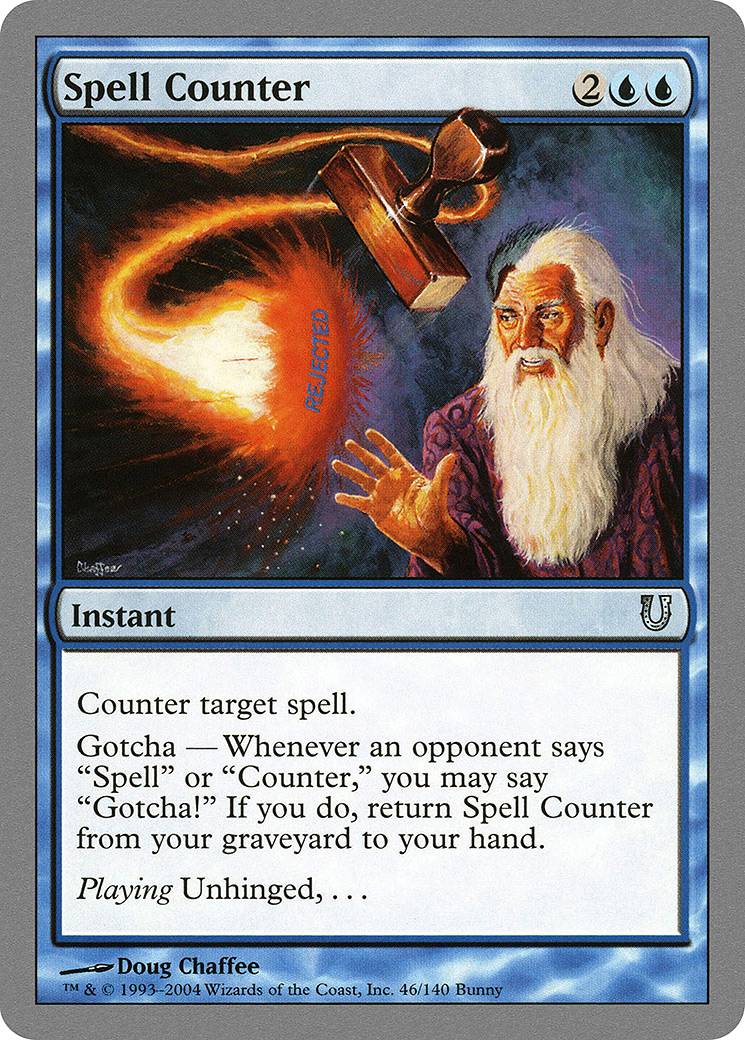 Spell Counter
2
REJECTED
Chaffee
Instant
Counter target spell.
Gotcha — Whenever an opponent says
“Spell” or “Counter,” you may say
“Gotcha!” If you do, return Spell Counter
from your graveyard to your hand.
Playing Unhinged, . . .
Doug Chaffee
™ & © 1993–2004 Wizards of the Coast, Inc. 46/140 Bunny